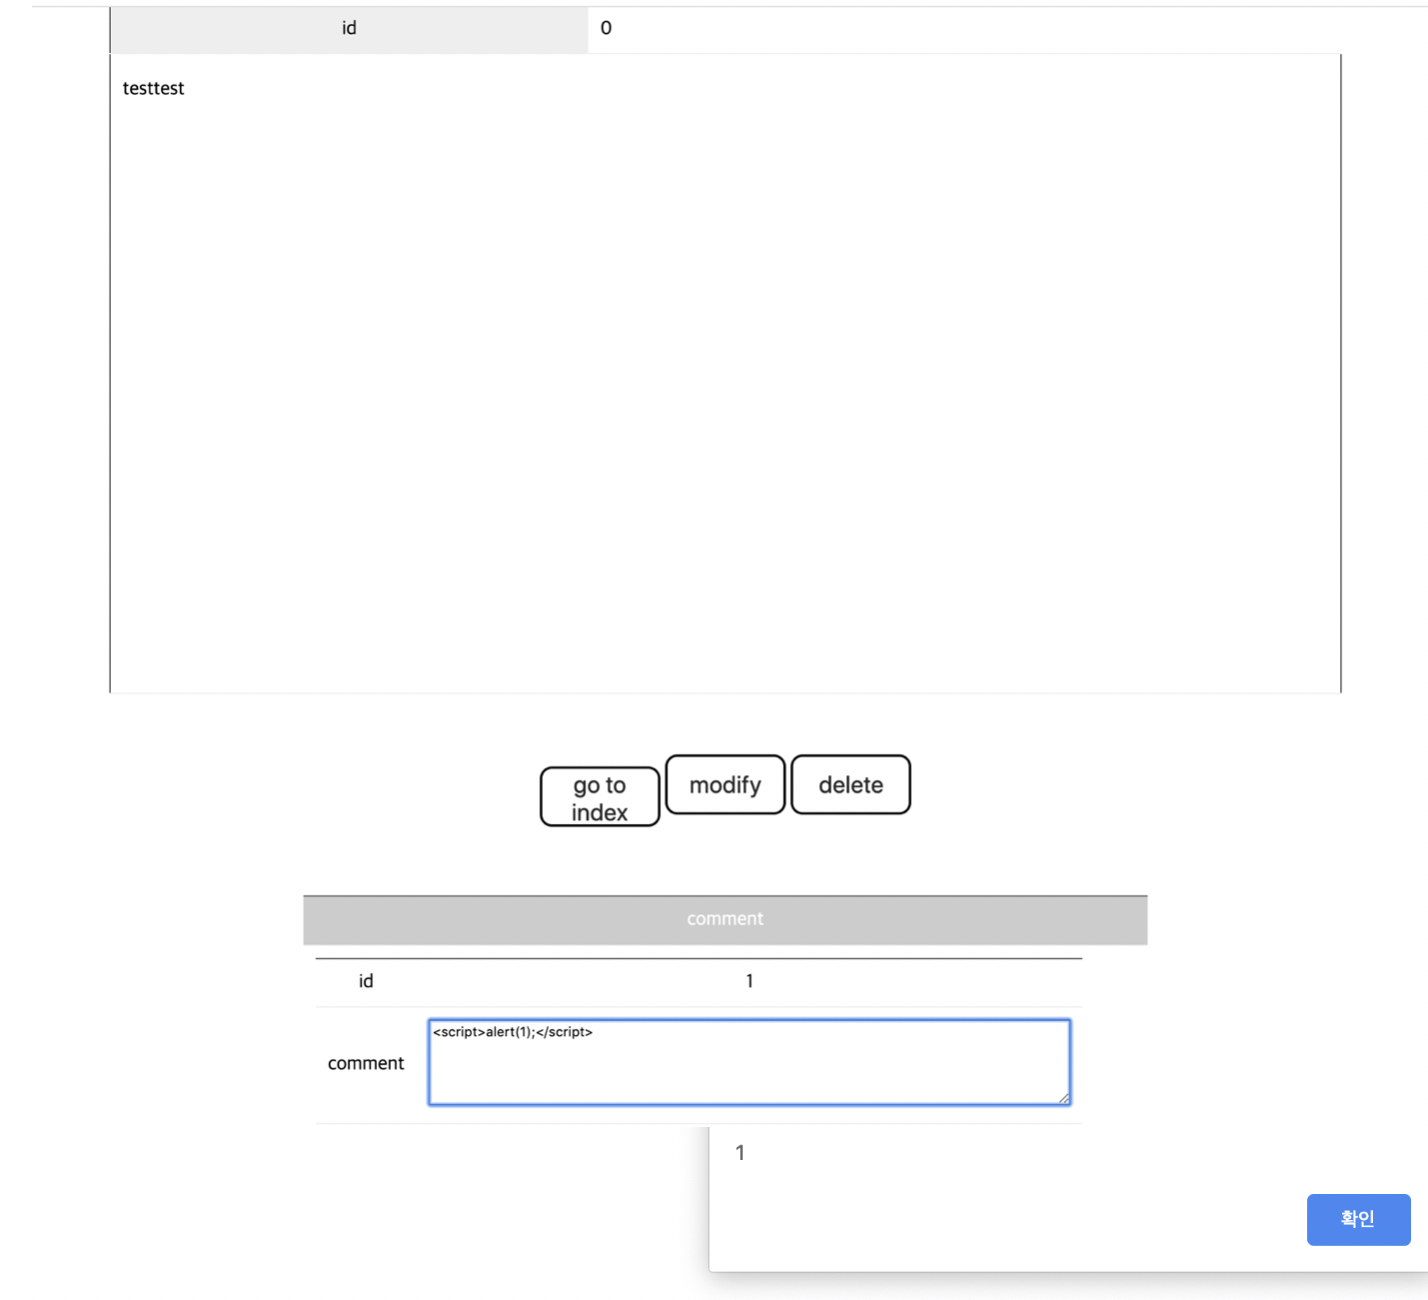 id 0
testtest
go to
index
modify
delete
comment
id 1
<script>alert(1);</script>
comment
1
확인